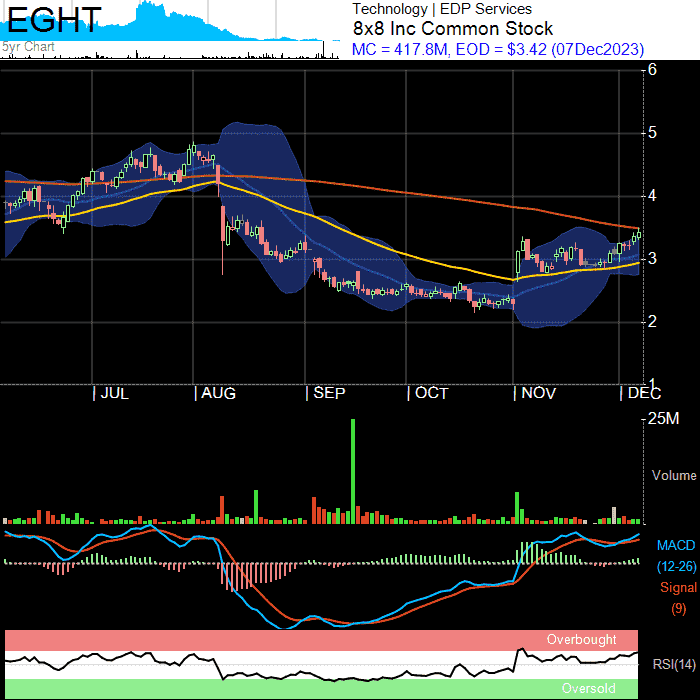 EGHT
5yr Chart
Technology | EDP Services
8x8 Inc Common Stock
MC = 417.8M, EOD = $3.42 (07Dec2023)
6
5
4
3
2
1
JUL
AUG
SEP
OCT
NOV
DEC
25M
Volume
MACD
(12-26)
Signal
(9)
Overbought
RSI(14)
Oversold